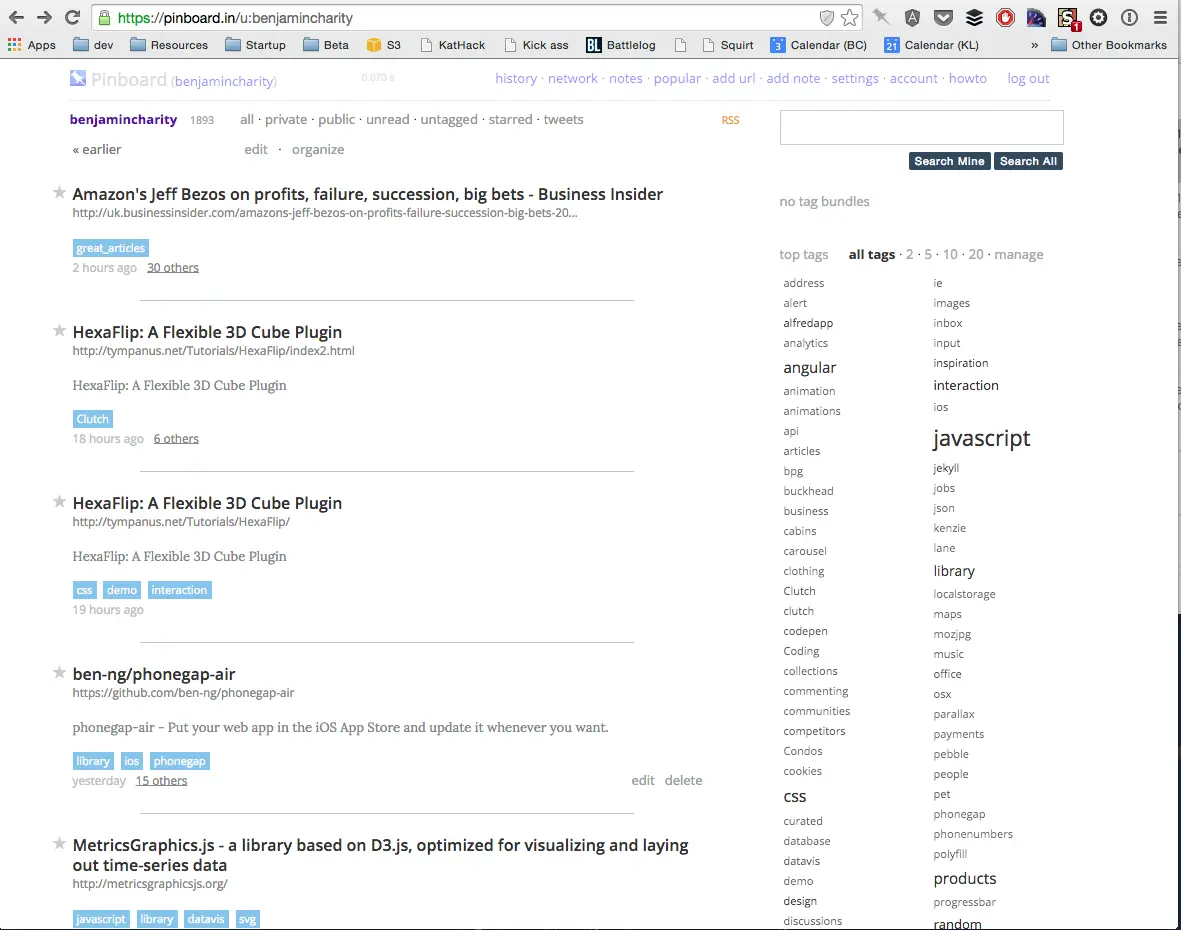 https://pinboard.in/u:benjamincharity
Apps dev Resources Startup Beta S3 KatHack Kick ass BL Battlelog Squirt 3 Calendar (BC) 21 Calendar (KL) » Other Bookmarks
Pinboard (benjamincharity) 0.073 s history · network · notes · popular · add url · add note · settings · account · howto log out
benjamincharity 1893 all · private · public · unread · untagged · starred · tweets RSS
« earlier edit · organize
Search Mine Search All
Amazon's Jeff Bezos on profits, failure, succession, big bets - Business Insider
http://uk.businessinsider.com/amazons-jeff-bezos-on-profits-failure-succession-big-bets-20...
great_articles
2 hours ago 30 others
HexaFlip: A Flexible 3D Cube Plugin
http://tympanus.net/Tutorials/HexaFlip/index2.html
HexaFlip: A Flexible 3D Cube Plugin
Clutch
18 hours ago 6 others
HexaFlip: A Flexible 3D Cube Plugin
http://tympanus.net/Tutorials/HexaFlip/
HexaFlip: A Flexible 3D Cube Plugin
css demo interaction
19 hours ago
ben-ng/phonegap-air
https://github.com/ben-ng/phonegap-air
phonegap-air - Put your web app in the iOS App Store and update it whenever you want.
library ios phonegap
yesterday 15 others edit delete
MetricsGraphics.js - a library based on D3.js, optimized for visualizing and laying
out time-series data
http://metricsgraphicsjs.org/
javascript library datavis svg
no tag bundles
top tags all tags · 2 · 5 · 10 · 20 · manage
address
alert
alfredapp
analytics
angular
animation
animations
api
articles
bpg
buckhead
business
cabins
carousel
clothing
Clutch
clutch
codepen
Coding
collections
commenting
communities
competitors
Condos
cookies
css
curated
database
datavis
demo
design
discussions
ie
images
inbox
input
inspiration
interaction
ios
javascript
jekyll
jobs
json
kenzie
lane
library
localstorage
maps
mozjpg
music
office
osx
parallax
payments
pebble
people
pet
phonegap
phonenumbers
polyfill
products
progressbar
random